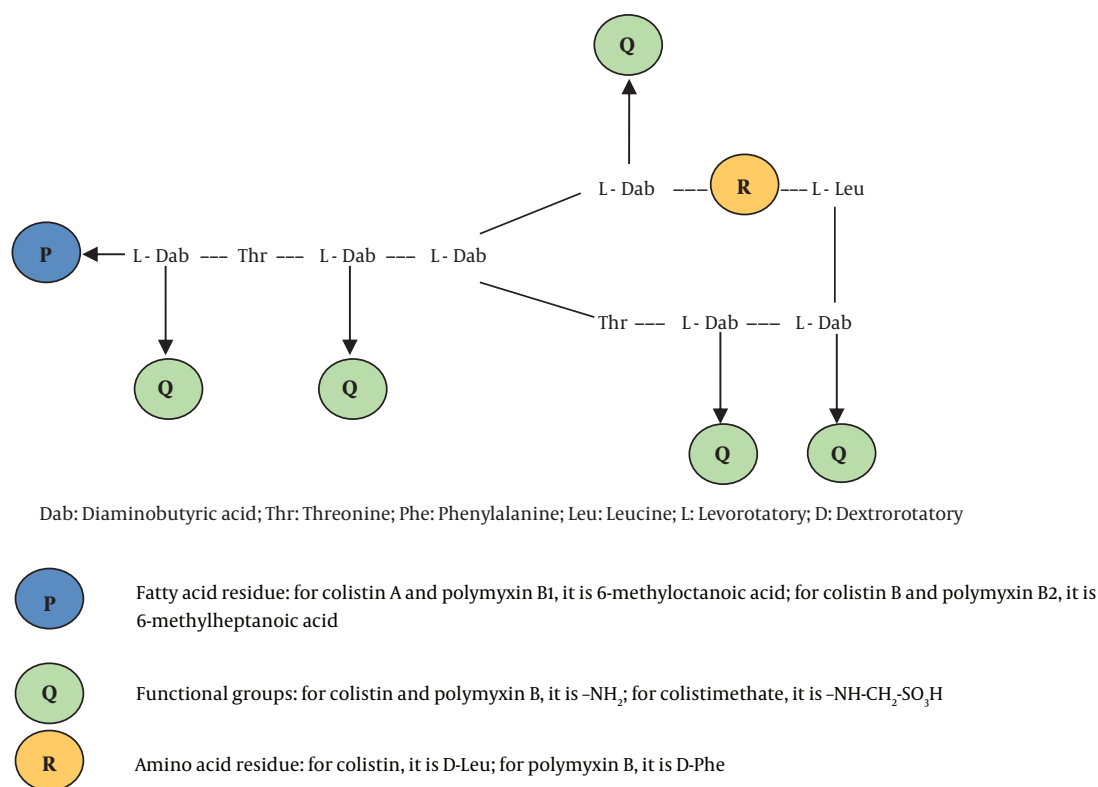 Q
L- Dab ––– R –––L- Leu
P L- Dab ––– Thr ––– L- Dab ––– L- Dab
Thr ––– L- Dab ––– L- Dab
Q Q
Q Q
Dab: Diaminobutyric acid; Thr: Threonine; Phe: Phenylalanine; Leu: Leucine; L: Levorotatory; D: Dextrorotatory
P Fatty acid residue: for colistin A and polymyxin B1, it is 6-methyloctanoic acid; for colistin B and polymyxin B2, it is
6-methylheptanoic acid
Q Functional groups: for colistin and polymyxin B, it is –NH₂; for colistimethate, it is –NH-CH₂-SO₃H
R Amino acid residue: for colistin, it is D-Leu; for polymyxin B, it is D-Phe